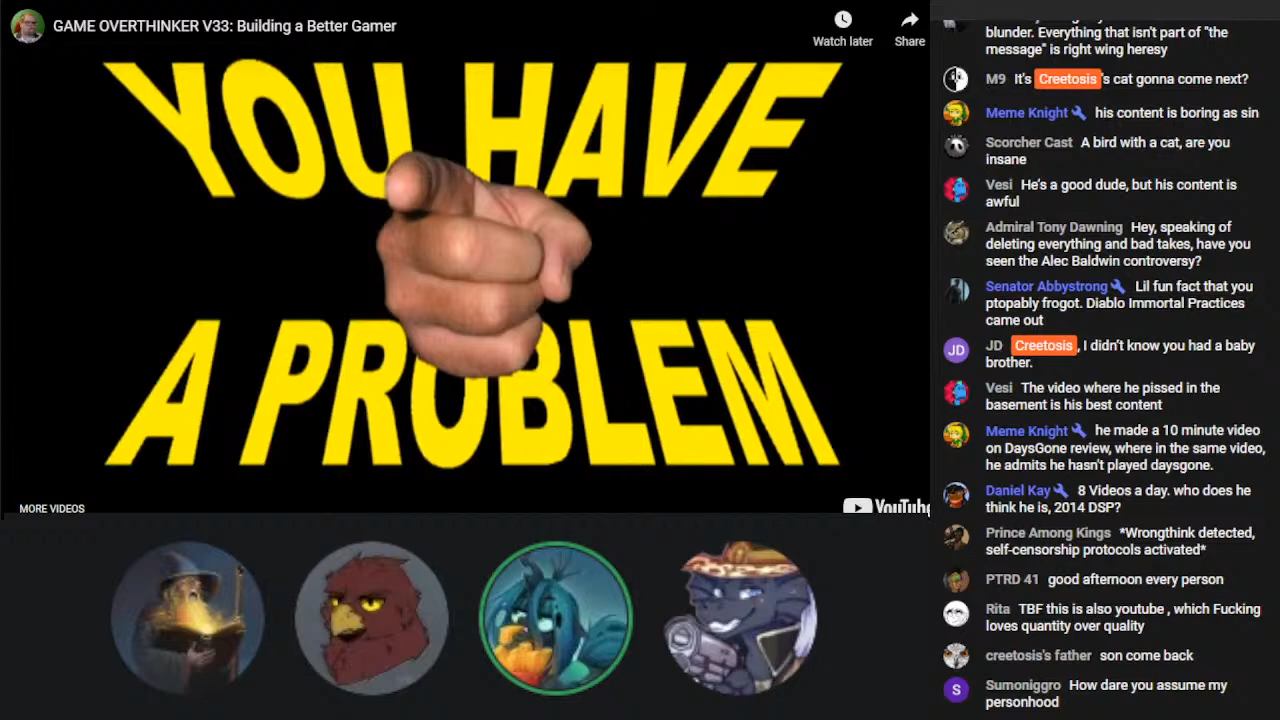 GAME OVERTHINKER V33: Building a Better Gamer
Watch later
Share
YOU HAVE
A PROBLEM
MORE VIDEOS
YouTube
blunder. Everything that isn't part of "the
message" is right wing heresy
M9 It's Creetosis 's cat gonna come next?
Meme Knight his content is boring as sin
Scorcher Cast A bird with a cat, are you
insane
Vesi He's a good dude, but his content is
awful
Admiral Tony Dawning Hey, speaking of
deleting everything and bad takes, have you
seen the Alec Baldwin controversy?
Senator Abbystrong Lil fun fact that you
ptopably frogot. Diablo Immortal Practices
came out
JD JD Creetosis , I didn't know you had a baby
brother.
Vesi The video where he pissed in the
basement is his best content
Meme Knight he made a 10 minute video
on DaysGone review, where in the same video,
he admits he hasn't played daysgone.
Daniel Kay 8 Videos a day. who does he
think he is, 2014 DSP?
Prince Among Kings *Wrongthink detected,
self-censorship protocols activated*
PTRD 41 good afternoon every person
Rita TBF this is also youtube , which Fucking
loves quantity over quality
creetosis's father son come back
S Sumoniggro How dare you assume my
personhood